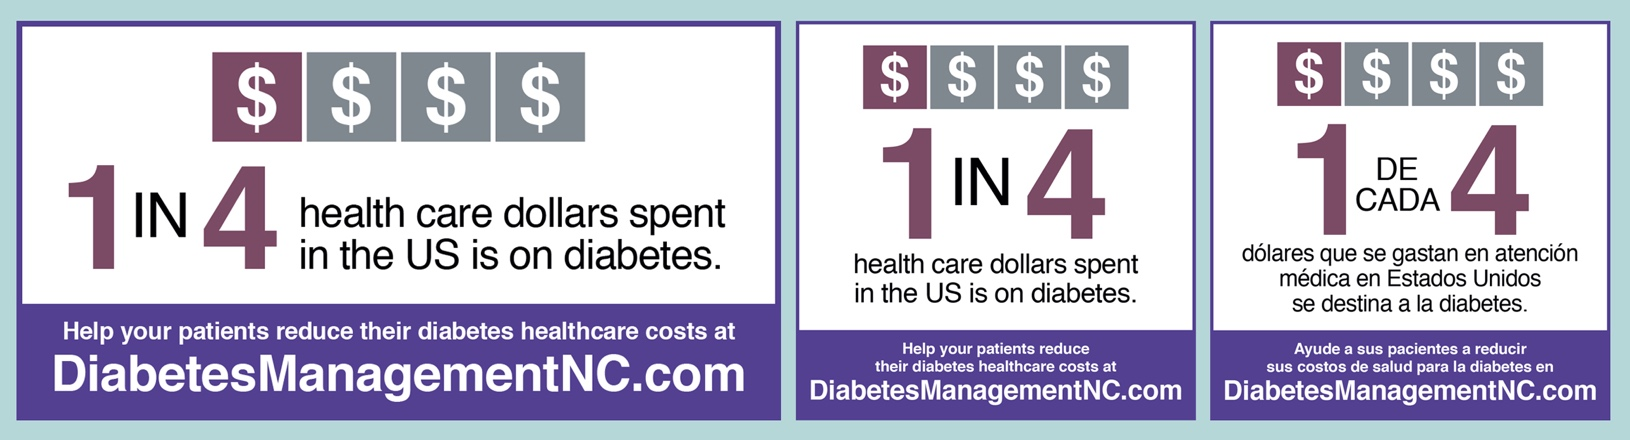 $ $ $ $
1 IN 4 health care dollars spent
in the US is on diabetes.
Help your patients reduce their diabetes healthcare costs at
DiabetesManagementNC.com
$ $ $ $
1 IN 4
health care dollars spent
in the US is on diabetes.
Help your patients reduce
their diabetes healthcare costs at
DiabetesManagementNC.com
$ $ $ $
1 DE CADA 4
dólares que se gastan en atención
médica en Estados Unidos
se destina a la diabetes.
Ayude a sus pacientes a reducir
sus costos de salud para la diabetes en
DiabetesManagementNC.com